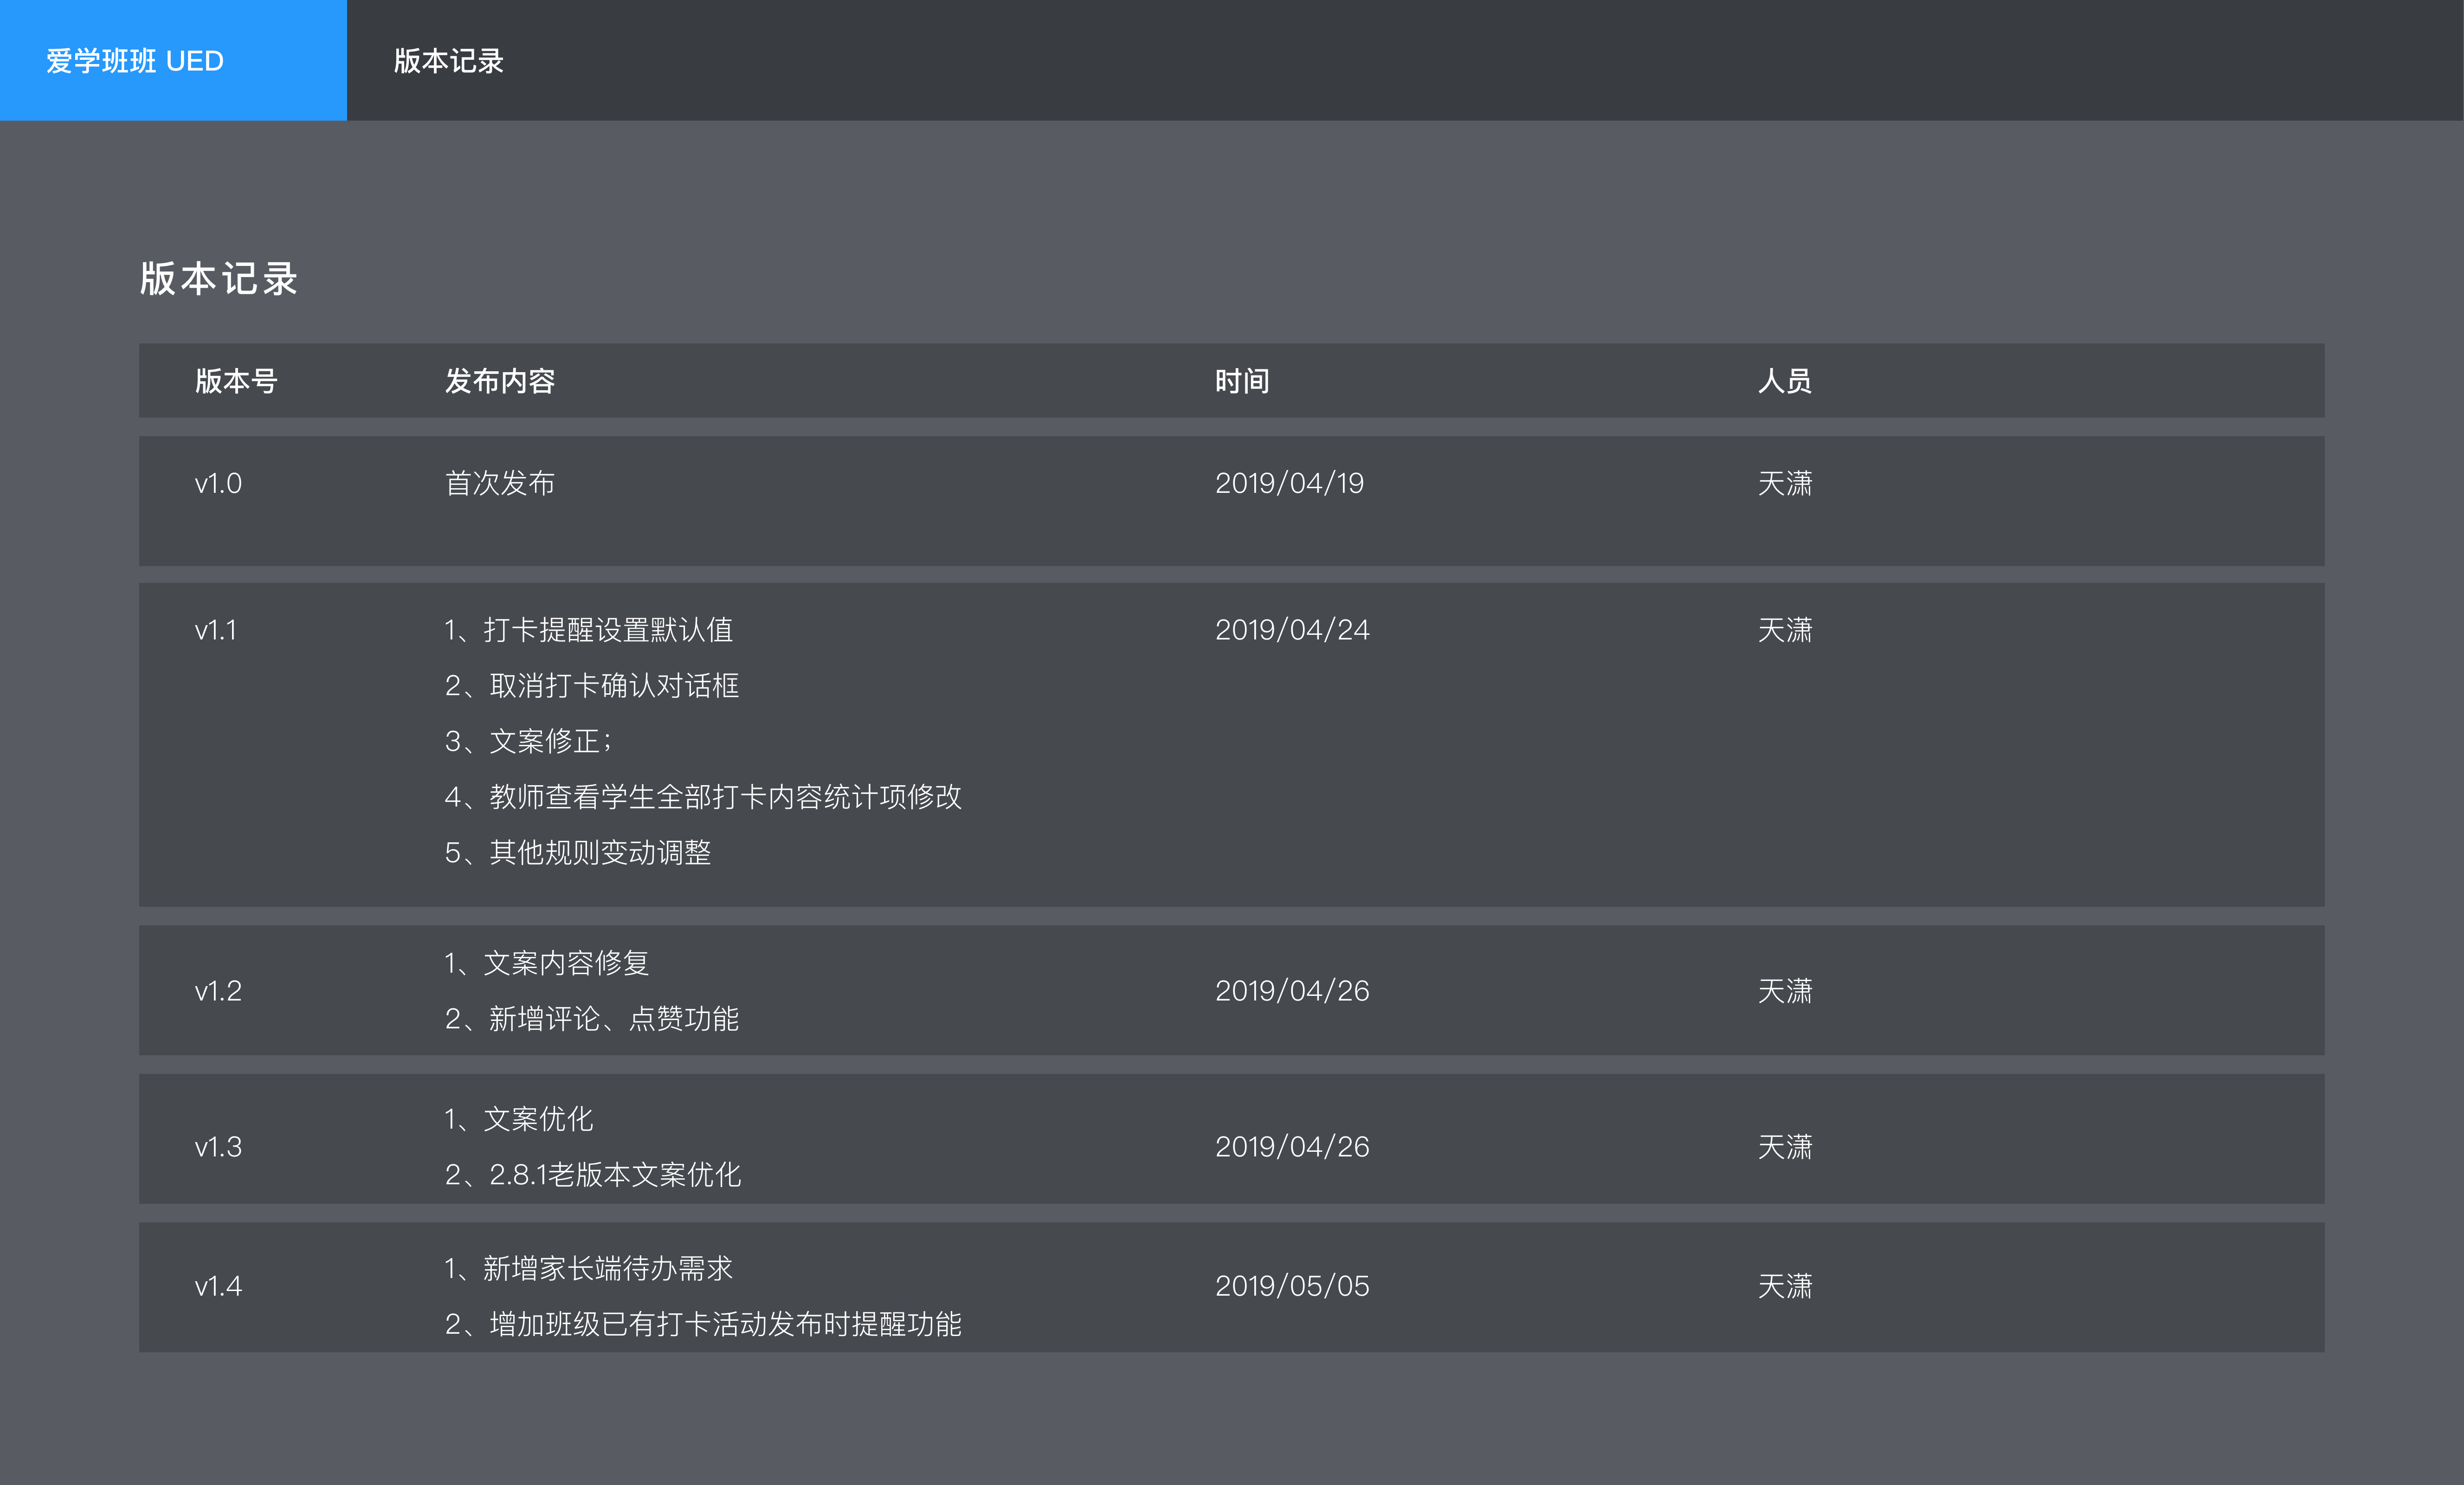 爱学班班 UED
版本记录
版本记录
版本号 发布内容 时间 人员
v1.0 首次发布 2019/04/19 天潇
v1.1 1、打卡提醒设置默认值 2019/04/24 天潇
2、取消打卡确认对话框
3、文案修正；
4、教师查看学生全部打卡内容统计项修改
5、其他规则变动调整
1、文案内容修复
v1.2 2019/04/26 天潇
2、新增评论、点赞功能
1、文案优化
v1.3 2019/04/26 天潇
2、2.8.1老版本文案优化
1、新增家长端待办需求
v1.4 2019/05/05 天潇
2、增加班级已有打卡活动发布时提醒功能